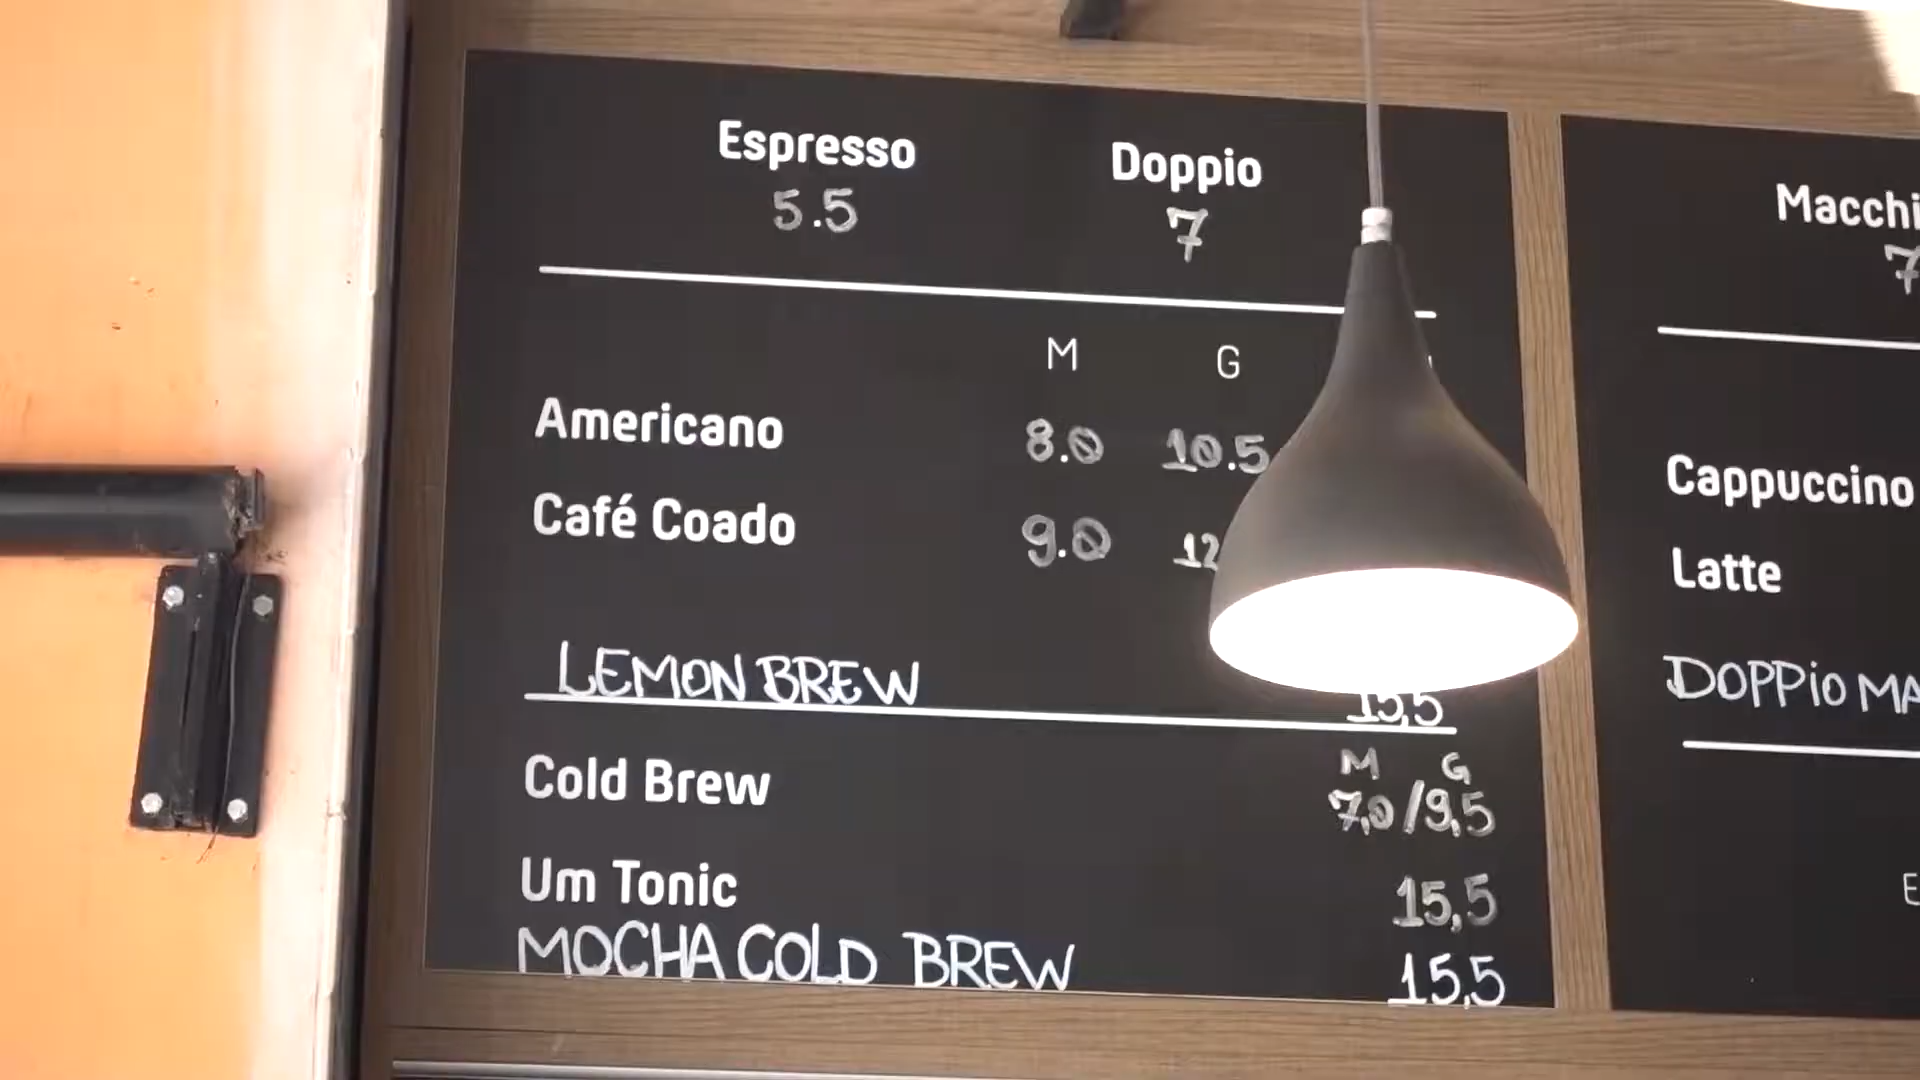 Espresso Doppio
5.5 7
M G
Americano 8.0 10.5
Café Coado 9.0 12
LEMON BREW 15,5
M G
Cold Brew 7,0/9,5
Um Tonic 15,5
MOCHA COLD BREW 15,5
Macchi
7
Cappuccino
Latte
DOPPiO MA
E